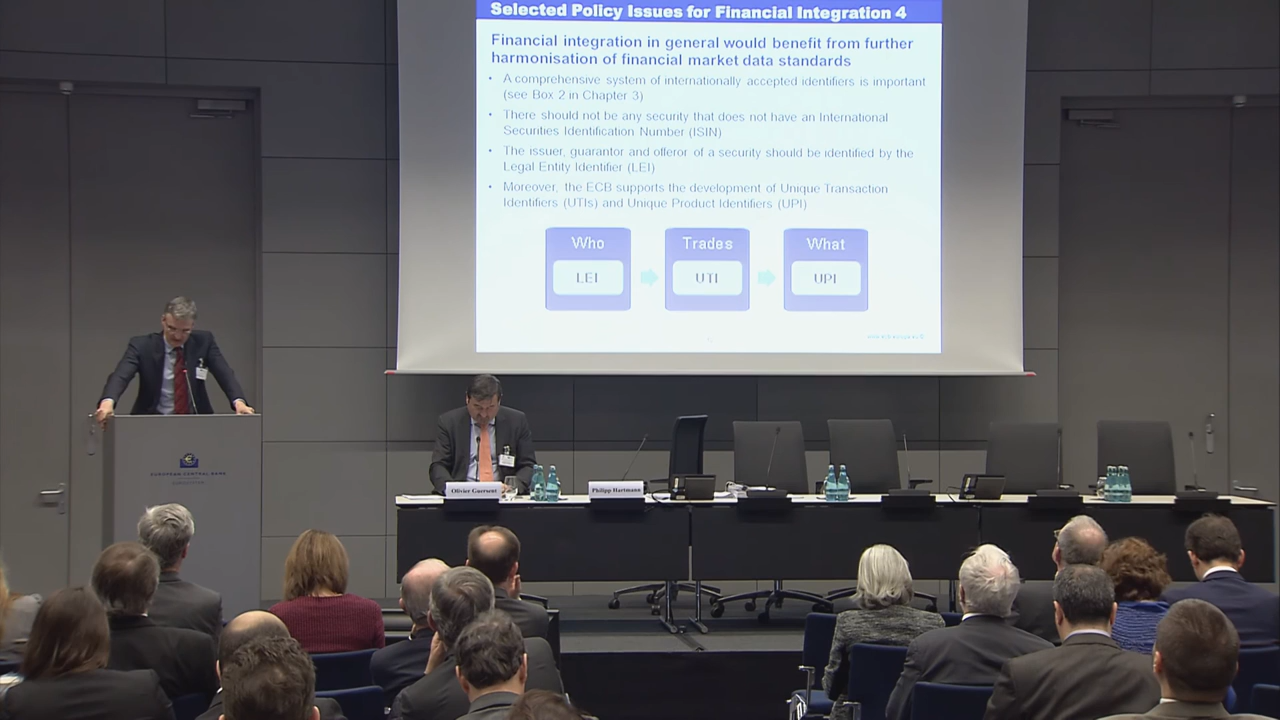 Selected Policy Issues for Financial Integration 4
Financial integration in general would benefit from further
harmonisation of financial market data standards
• A comprehensive system of internationally accepted identifiers is important
(see Box 2 in Chapter 3)
• There should not be any security that does not have an International
Securities Identification Number (ISIN)
• The issuer, guarantor and offeror of a security should be identified by the
Legal Entity Identifier (LEI)
• Moreover, the ECB supports the development of Unique Transaction
Identifiers (UTIs) and Unique Product Identifiers (UPI)
Who
LEI
Trades
UTI
What
UPI
EUROPEAN CENTRAL BANK
EUROSYSTEM
Olivier Guersent
Philipp Hartmann